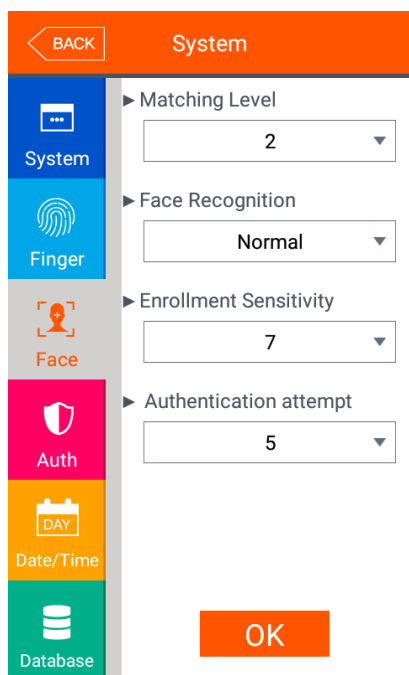 BACK
System
System
Finger
Face
Auth
DAY
Date/Time
Database
▶ Matching Level
2
▶ Face Recognition
Normal
▶ Enrollment Sensitivity
7
▶ Authentication attempt
5
OK